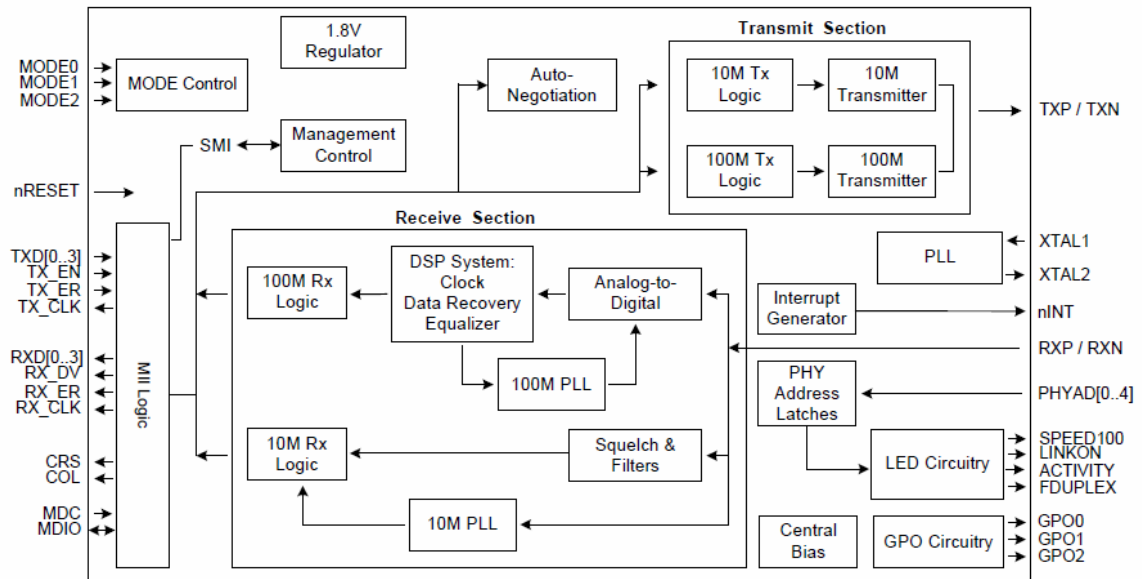 1.8V
Regulator
MODE0
MODE1
MODE2
MODE Control
Auto-
Negotiation
Transmit Section
10M Tx
Logic
10M
Transmitter
100M Tx
Logic
100M
Transmitter
TXP / TXN
SMI
Management
Control
nRESET
Receive Section
TXD[0..3]
TX_EN
TX_ER
TX_CLK
RXD[0..3]
RX_DV
RX_ER
RX_CLK
CRS
COL
MDC
MDIO
MII Logic
100M Rx
Logic
DSP System:
Clock
Data Recovery
Equalizer
Analog-to-
Digital
100M PLL
10M Rx
Logic
Squelch &
Filters
10M PLL
PLL
XTAL1
XTAL2
Interrupt
Generator
nINT
RXP / RXN
PHY
Address
Latches
PHYAD[0..4]
LED Circuitry
SPEED100
LINKON
ACTIVITY
FDUPLEX
Central
Bias
GPO Circuitry
GPO0
GPO1
GPO2